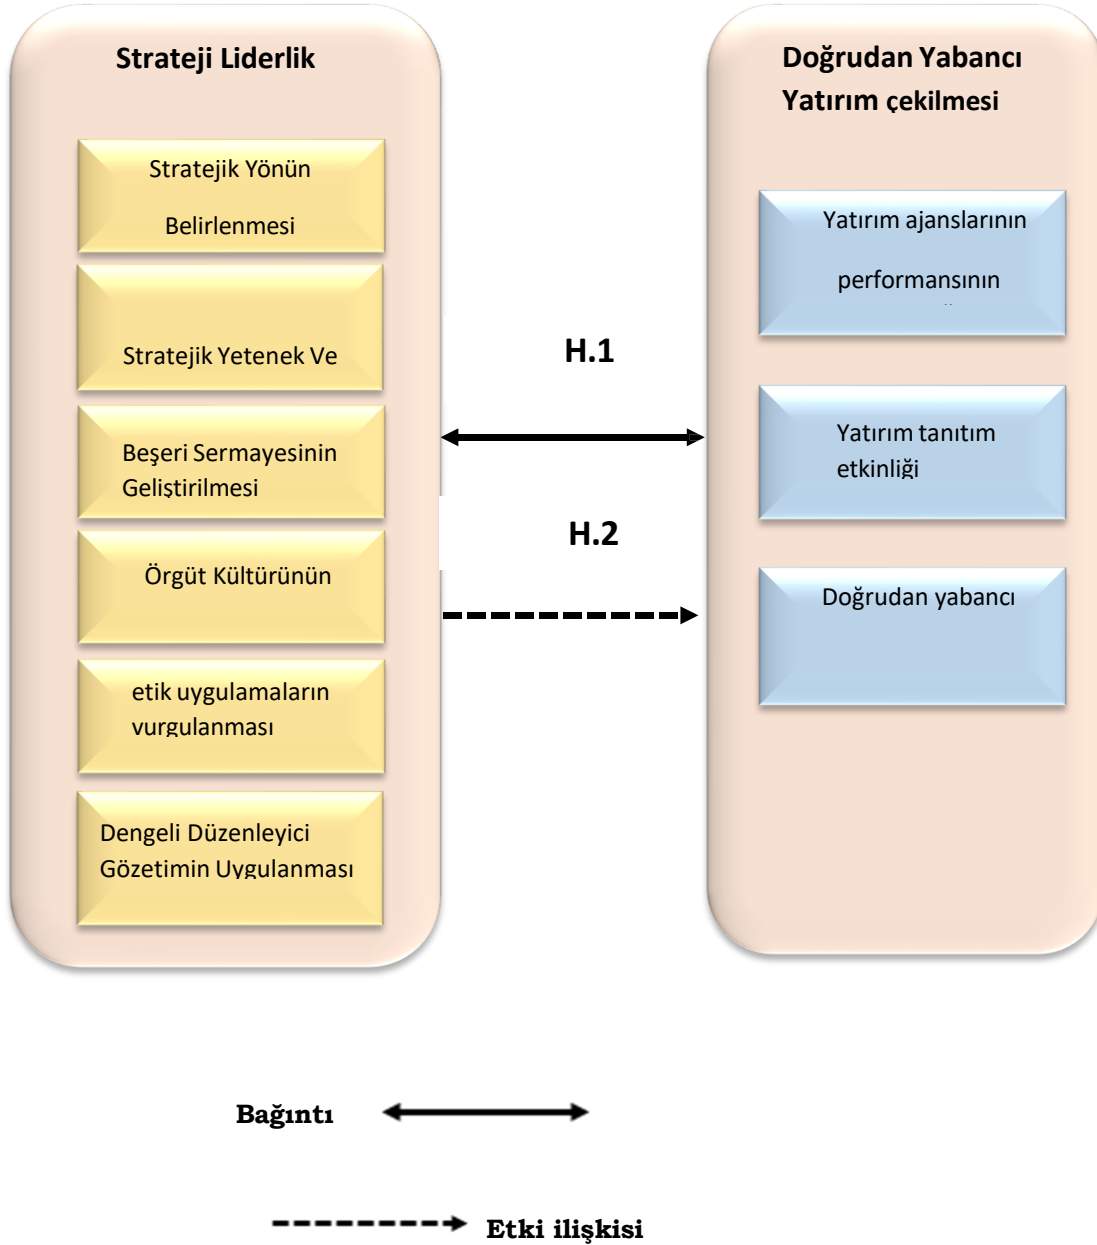 Strateji Liderlik
Stratejik Yönün
Belirlenmesi
Stratejik Yetenek Ve
Beşeri Sermayesinin
Geliştirilmesi
Örgüt Kültürünün
etik uygulamaların
vurgulanması
Dengeli Düzenleyici
Gözetimin Uygulanması
H.1
H.2
Doğrudan Yabancı
Yatırım çekilmesi
Yatırım ajanslarının
performansının
Yatırım tanıtım
etkinliği
Doğrudan yabancı
Bağıntı
Etki ilişkisi